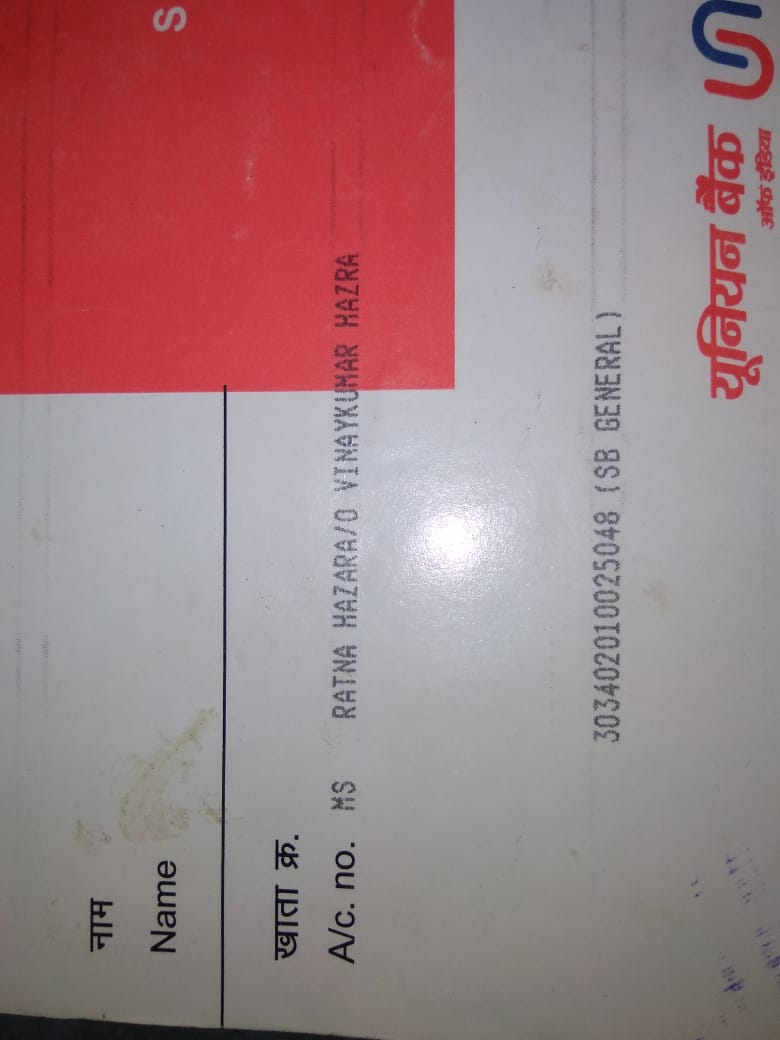 नाम
Name
S
खाता क्र.
A/c. no. MS RATNA HAZARA/O VINAYKUMAR HAZRA
303402010025048 (SB GENERAL)
यूनियन बैंक
ऑफ इंडिया